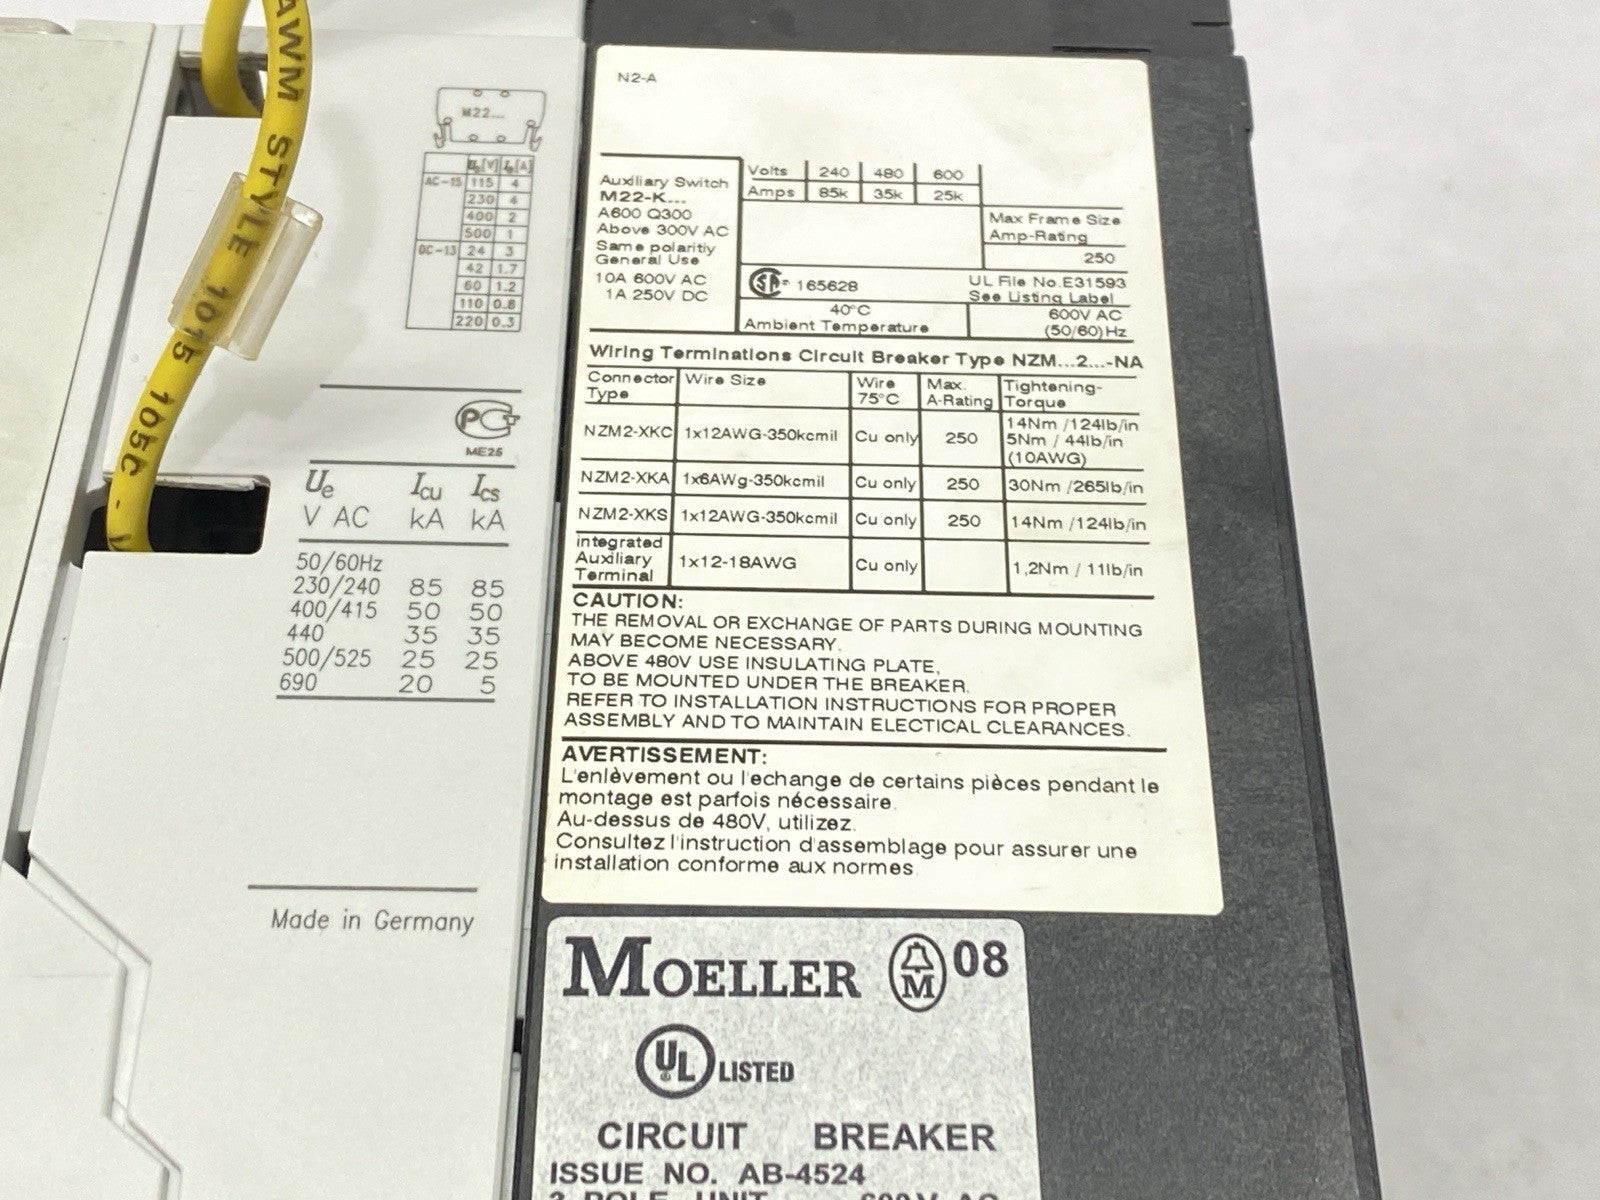 AWM STYLE 1015 105C -
M22...
Ue[V] Ie[A]
AC-15 115 4
230 4
400 2
500 1
DC-13 24 3
42 1.7
60 1.2
110 0.8
220 0.3
PCT
ME25
Ue Icu Ics
V AC kA kA
50/60Hz
230/240 85 85
400/415 50 50
440 35 35
500/525 25 25
690 20 5
Made in Germany
N2-A
Auxiliary Switch
M22-K...
A600 Q300
Above 300V AC
Same polaritiy
General Use
10A 600V AC
1A 250V DC
Volts 240 480 600
Amps 85k 35k 25k
Max Frame Size
Amp-Rating
250
165628
UL File No.E31593
See Listing Label
40°C
Ambient Temperature
600V AC
(50/60)Hz
Wiring Terminations Circuit Breaker Type NZM...2...-NA
Connector Type Wire Size Wire 75°C Max. A-Rating Tightening-Torque
NZM2-XKC 1x12AWG-350kcmil Cu only 250 14Nm /124lb/in
5Nm / 44lb/in
(10AWG)
NZM2-XKA 1x6AWg-350kcmil Cu only 250 30Nm /265lb/in
NZM2-XKS 1x12AWG-350kcmil Cu only 250 14Nm /124lb/in
integrated
Auxiliary
Terminal 1x12-18AWG Cu only 1,2Nm / 11lb/in
CAUTION:
THE REMOVAL OR EXCHANGE OF PARTS DURING MOUNTING
MAY BECOME NECESSARY.
ABOVE 480V USE INSULATING PLATE,
TO BE MOUNTED UNDER THE BREAKER.
REFER TO INSTALLATION INSTRUCTIONS FOR PROPER
ASSEMBLY AND TO MAINTAIN ELECTICAL CLEARANCES.
AVERTISSEMENT:
L'enlèvement ou l'echange de certains pièces pendant le
montage est parfois nécessaire.
Au-dessus de 480V, utilizez.
Consultez l'instruction d'assemblage pour assurer une
installation conforme aux normes.
MOELLER M 08
UL LISTED
CIRCUIT BREAKER
ISSUE NO. AB-4524
3 POLE UNIT 600V AC